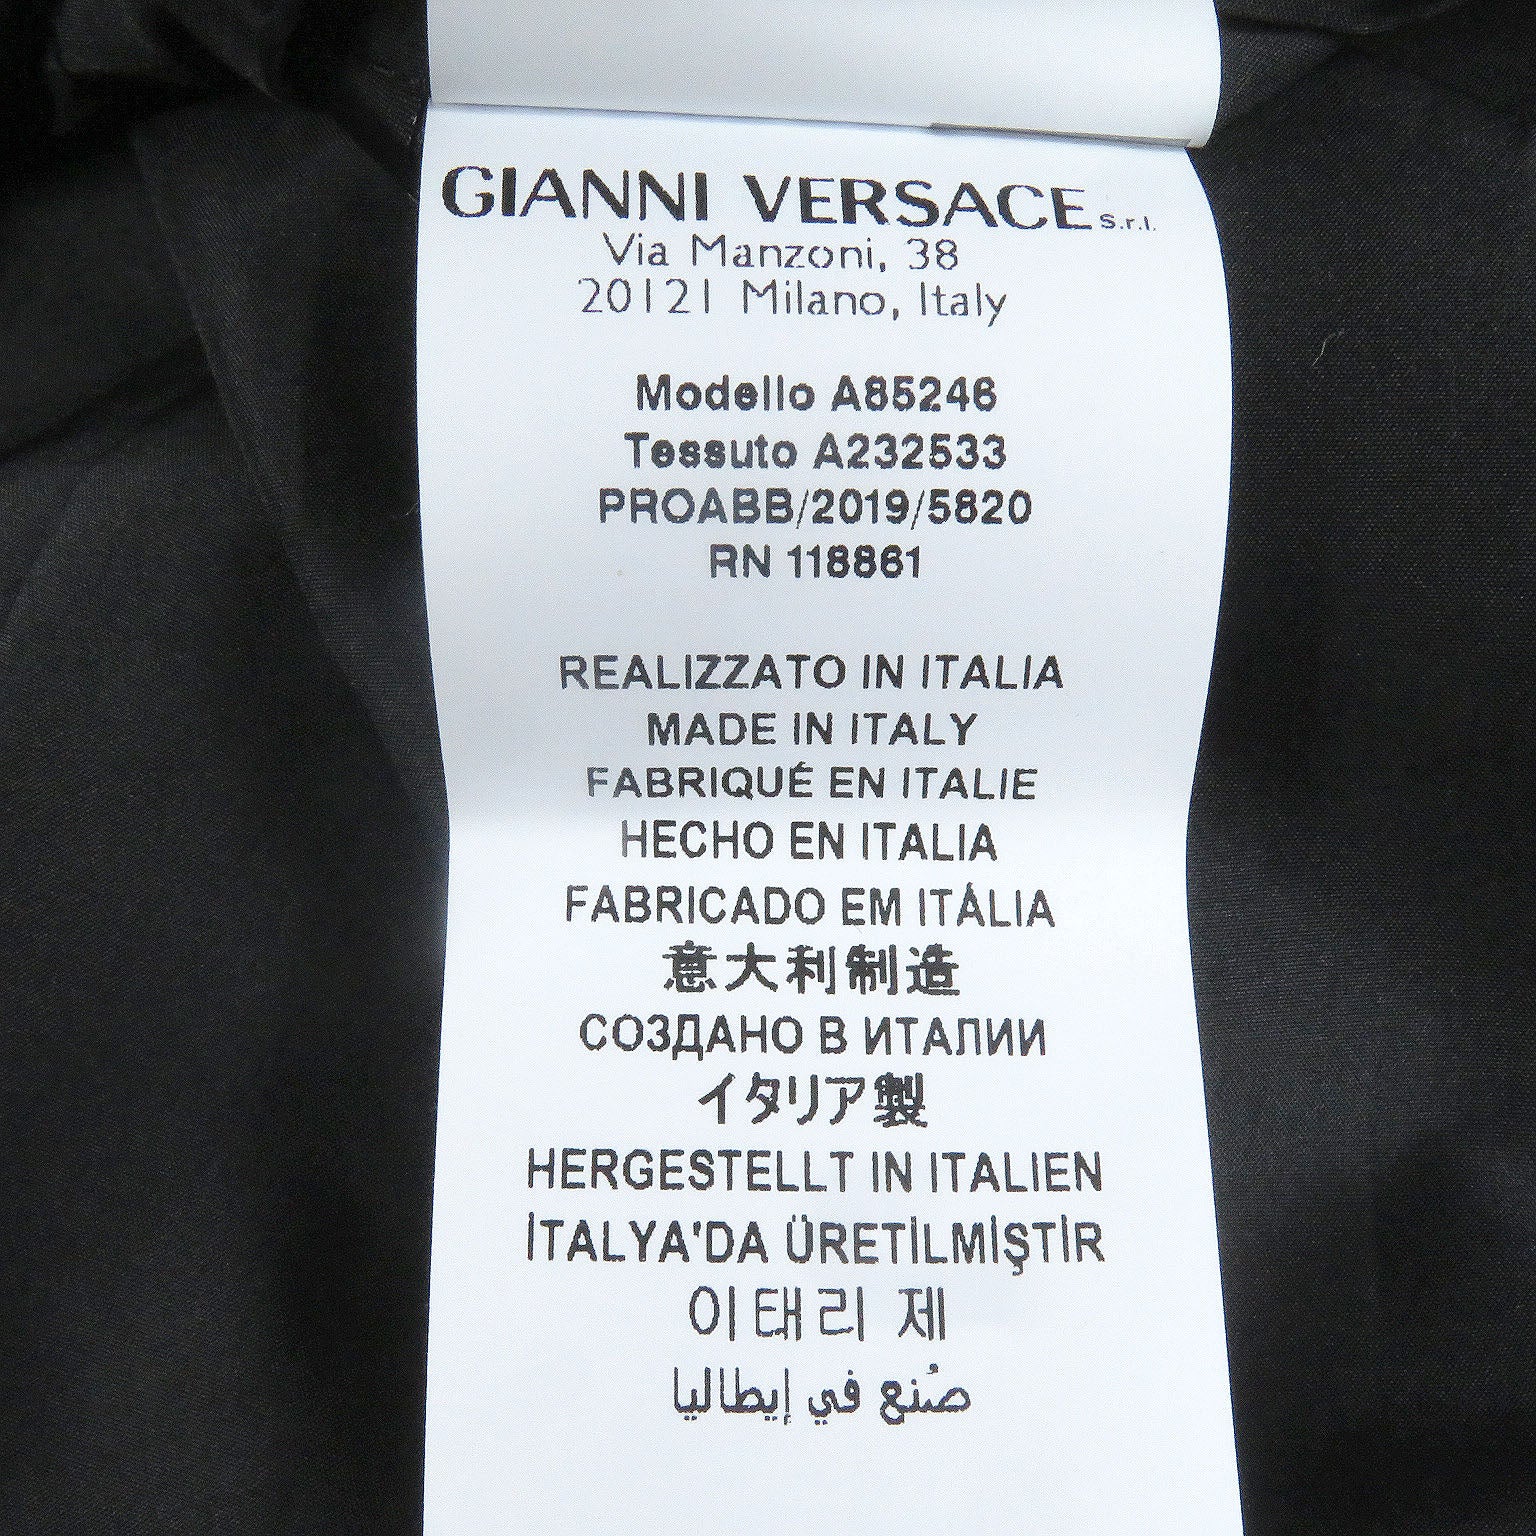 GIANNI VERSACE s.r.l.
Via Manzoni, 38
20121 Milano, Italy
Modello A85246
Tessuto A232533
PROABB/2019/5820
RN 118861
REALIZZATO IN ITALIA
MADE IN ITALY
FABRIQUÉ EN ITALIE
HECHO EN ITALIA
FABRICADO EM ITÁLIA
意大利制造
СОЗДАНО В ИТАЛИИ
イタリア製
HERGESTELLT IN ITALIEN
İTALYA'DA ÜRETİLMİŞTİR
이태리 제
صُنع في إيطاليا